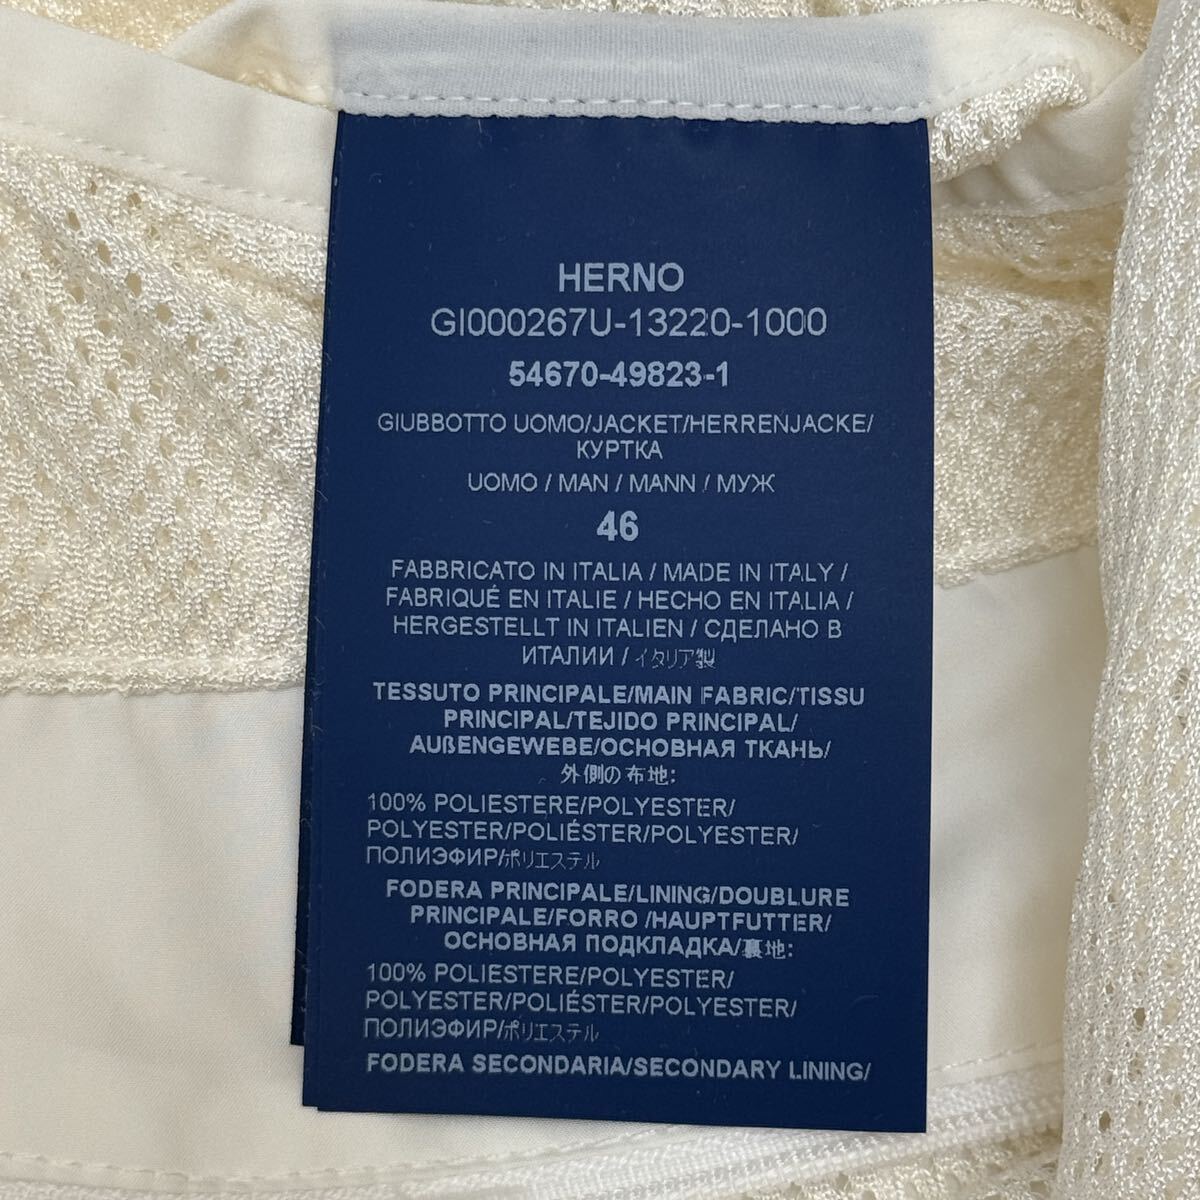 HERNO
GI000267U-13220-1000
54670-49823-1
GIUBBOTTO UOMO/JACKET/HERRENJACKE/
КУРТКА
UOMO / MAN / MANN / МУЖ
46
FABBRICATO IN ITALIA / MADE IN ITALY /
FABRIQUÉ EN ITALIE / HECHO EN ITALIA /
HERGESTELLT IN ITALIEN / СДЕЛАНО В
ИТАЛИИ / イタリア製
TESSUTO PRINCIPALE/MAIN FABRIC/TISSU
PRINCIPAL/TEJIDO PRINCIPAL/
AUßENGEWEBE/ОСНОВНАЯ ТКАНЬ/
外側の布地:
100% POLIESTERE/POLYESTER/
POLYESTER/POLIÉSTER/POLYESTER/
ПОЛИЭФИР/ポリエステル
FODERA PRINCIPALE/LINING/DOUBLURE
PRINCIPALE/FORRO /HAUPTFUTTER/
ОСНОВНАЯ ПОДКЛАДКА/裏地:
100% POLIESTERE/POLYESTER/
POLYESTER/POLIÉSTER/POLYESTER/
ПОЛИЭФИР/ポリエステル
FODERA SECONDARIA/SECONDARY LINING/